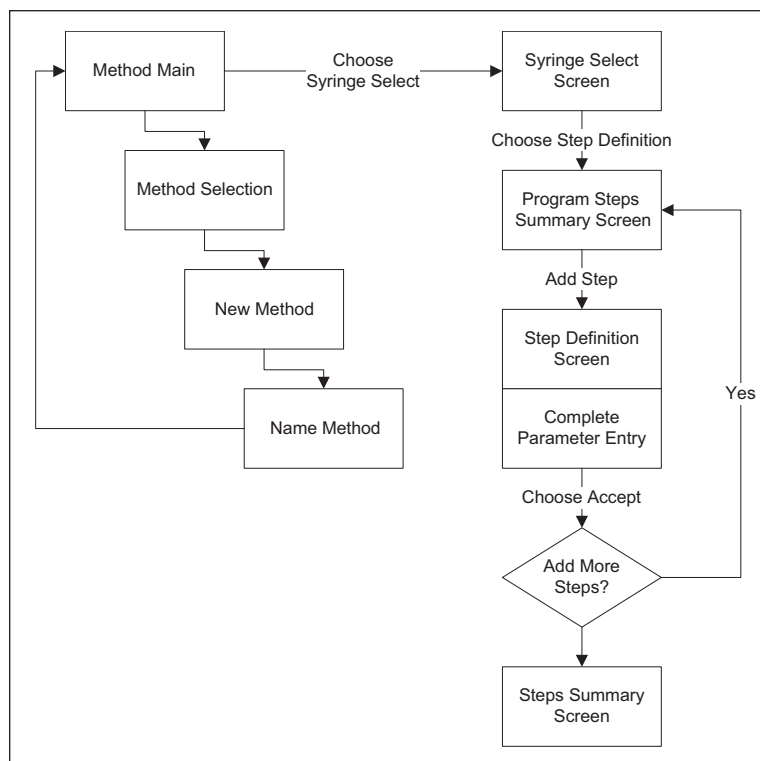 Method Main
Choose
Syringe Select
Syringe Select
Screen
Choose Step Definition
Method Selection
Program Steps
Summary Screen
Add Step
New Method
Step Definition
Screen
Yes
Name Method
Complete
Parameter Entry
Choose Accept
Add More
Steps?
Steps Summary
Screen